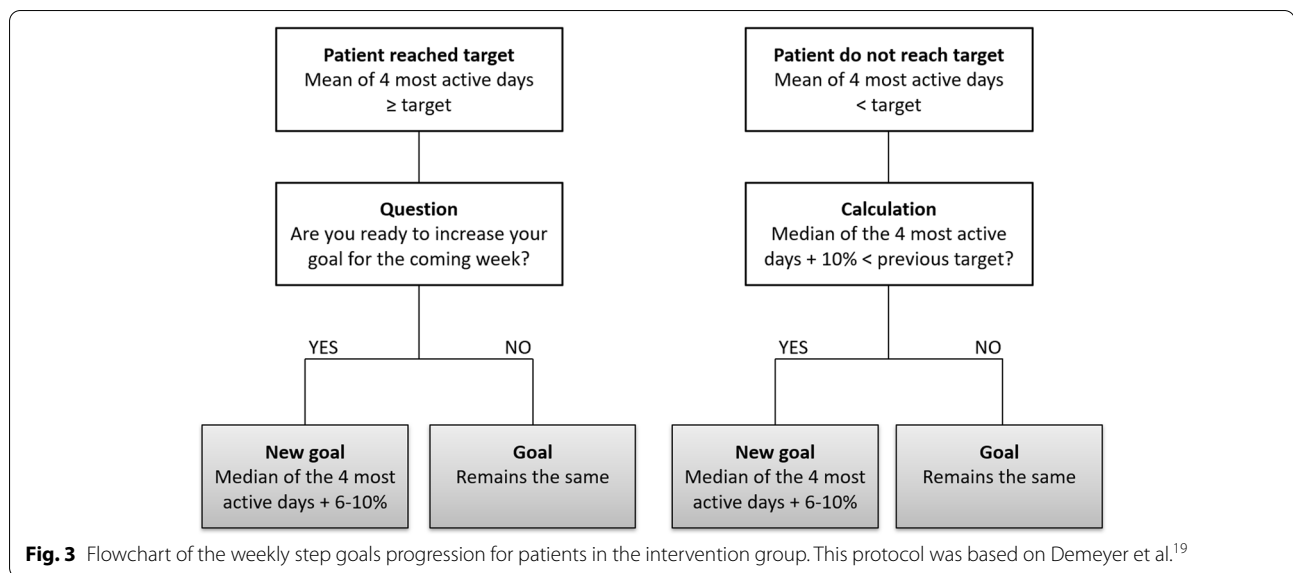 Patient reached target
Mean of 4 most active days
≥ target
Patient do not reach target
Mean of 4 most active days
< target
Question
Are you ready to increase your
goal for the coming week?
Calculation
Median of the 4 most active
days + 10% < previous target?
YES
NO
YES
NO
New goal
Median of the 4 most
active days + 6-10%
Goal
Remains the same
New goal
Median of the 4 most
active days + 6-10%
Goal
Remains the same
Fig. 3 Flowchart of the weekly step goals progression for patients in the intervention group. This protocol was based on Demeyer et al.19